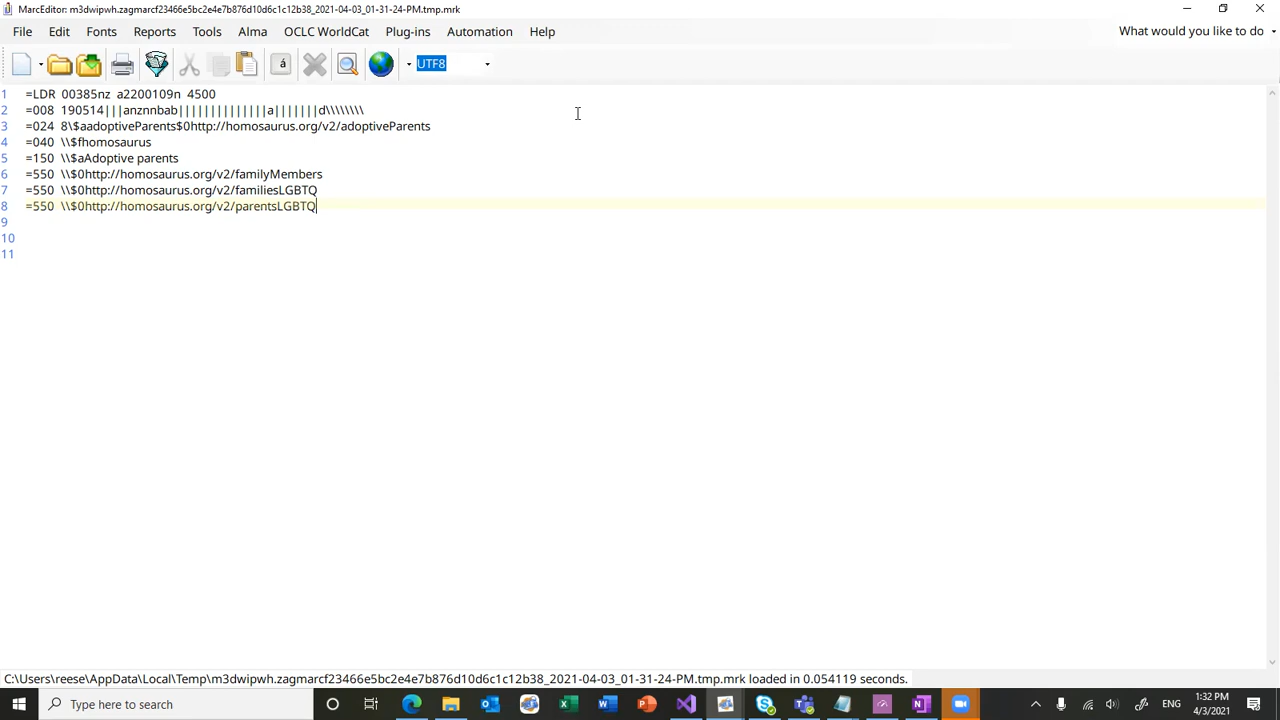 MarcEditor: m3dwipwh.zagmarcf23466e5bc2e4e7b876d10d6c1c12b38_2021-04-03_01-31-24-PM.tmp.mrk
File Edit Fonts Reports Tools Alma OCLC WorldCat Plug-ins Automation Help What would you like to do
á UTF8
1 =LDR 00385nz a2200109n 4500
2 =008 190514|||anznnbab||||||||||||||a|||||||d\\\\\\\\
3 =024 8\$aadoptiveParents$0http://homosaurus.org/v2/adoptiveParents
4 =040 \\$fhomosaurus
5 =150 \\$aAdoptive parents
6 =550 \\$0http://homosaurus.org/v2/familyMembers
7 =550 \\$0http://homosaurus.org/v2/familiesLGBTQ
8 =550 \\$0http://homosaurus.org/v2/parentsLGBTQ
9
10
11
C:\Users\reese\AppData\Local\Temp\m3dwipwh.zagmarcf23466e5bc2e4e7b876d10d6c1c12b38_2021-04-03_01-31-24-PM.tmp.mrk loaded in 0.054119 seconds.
Type here to search
ENG
1:32 PM
4/3/2021